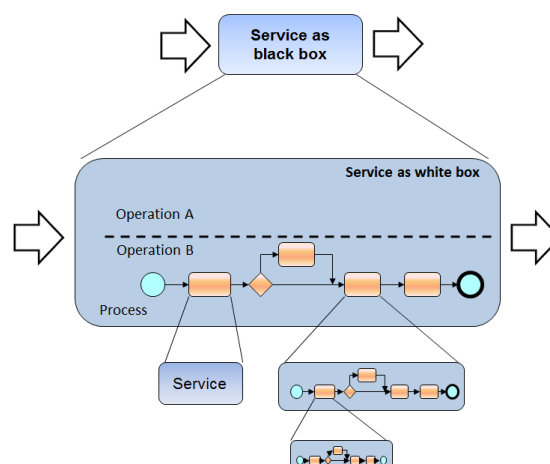 Service as
black box
Service as white box
Operation A
Operation B
Process
Service